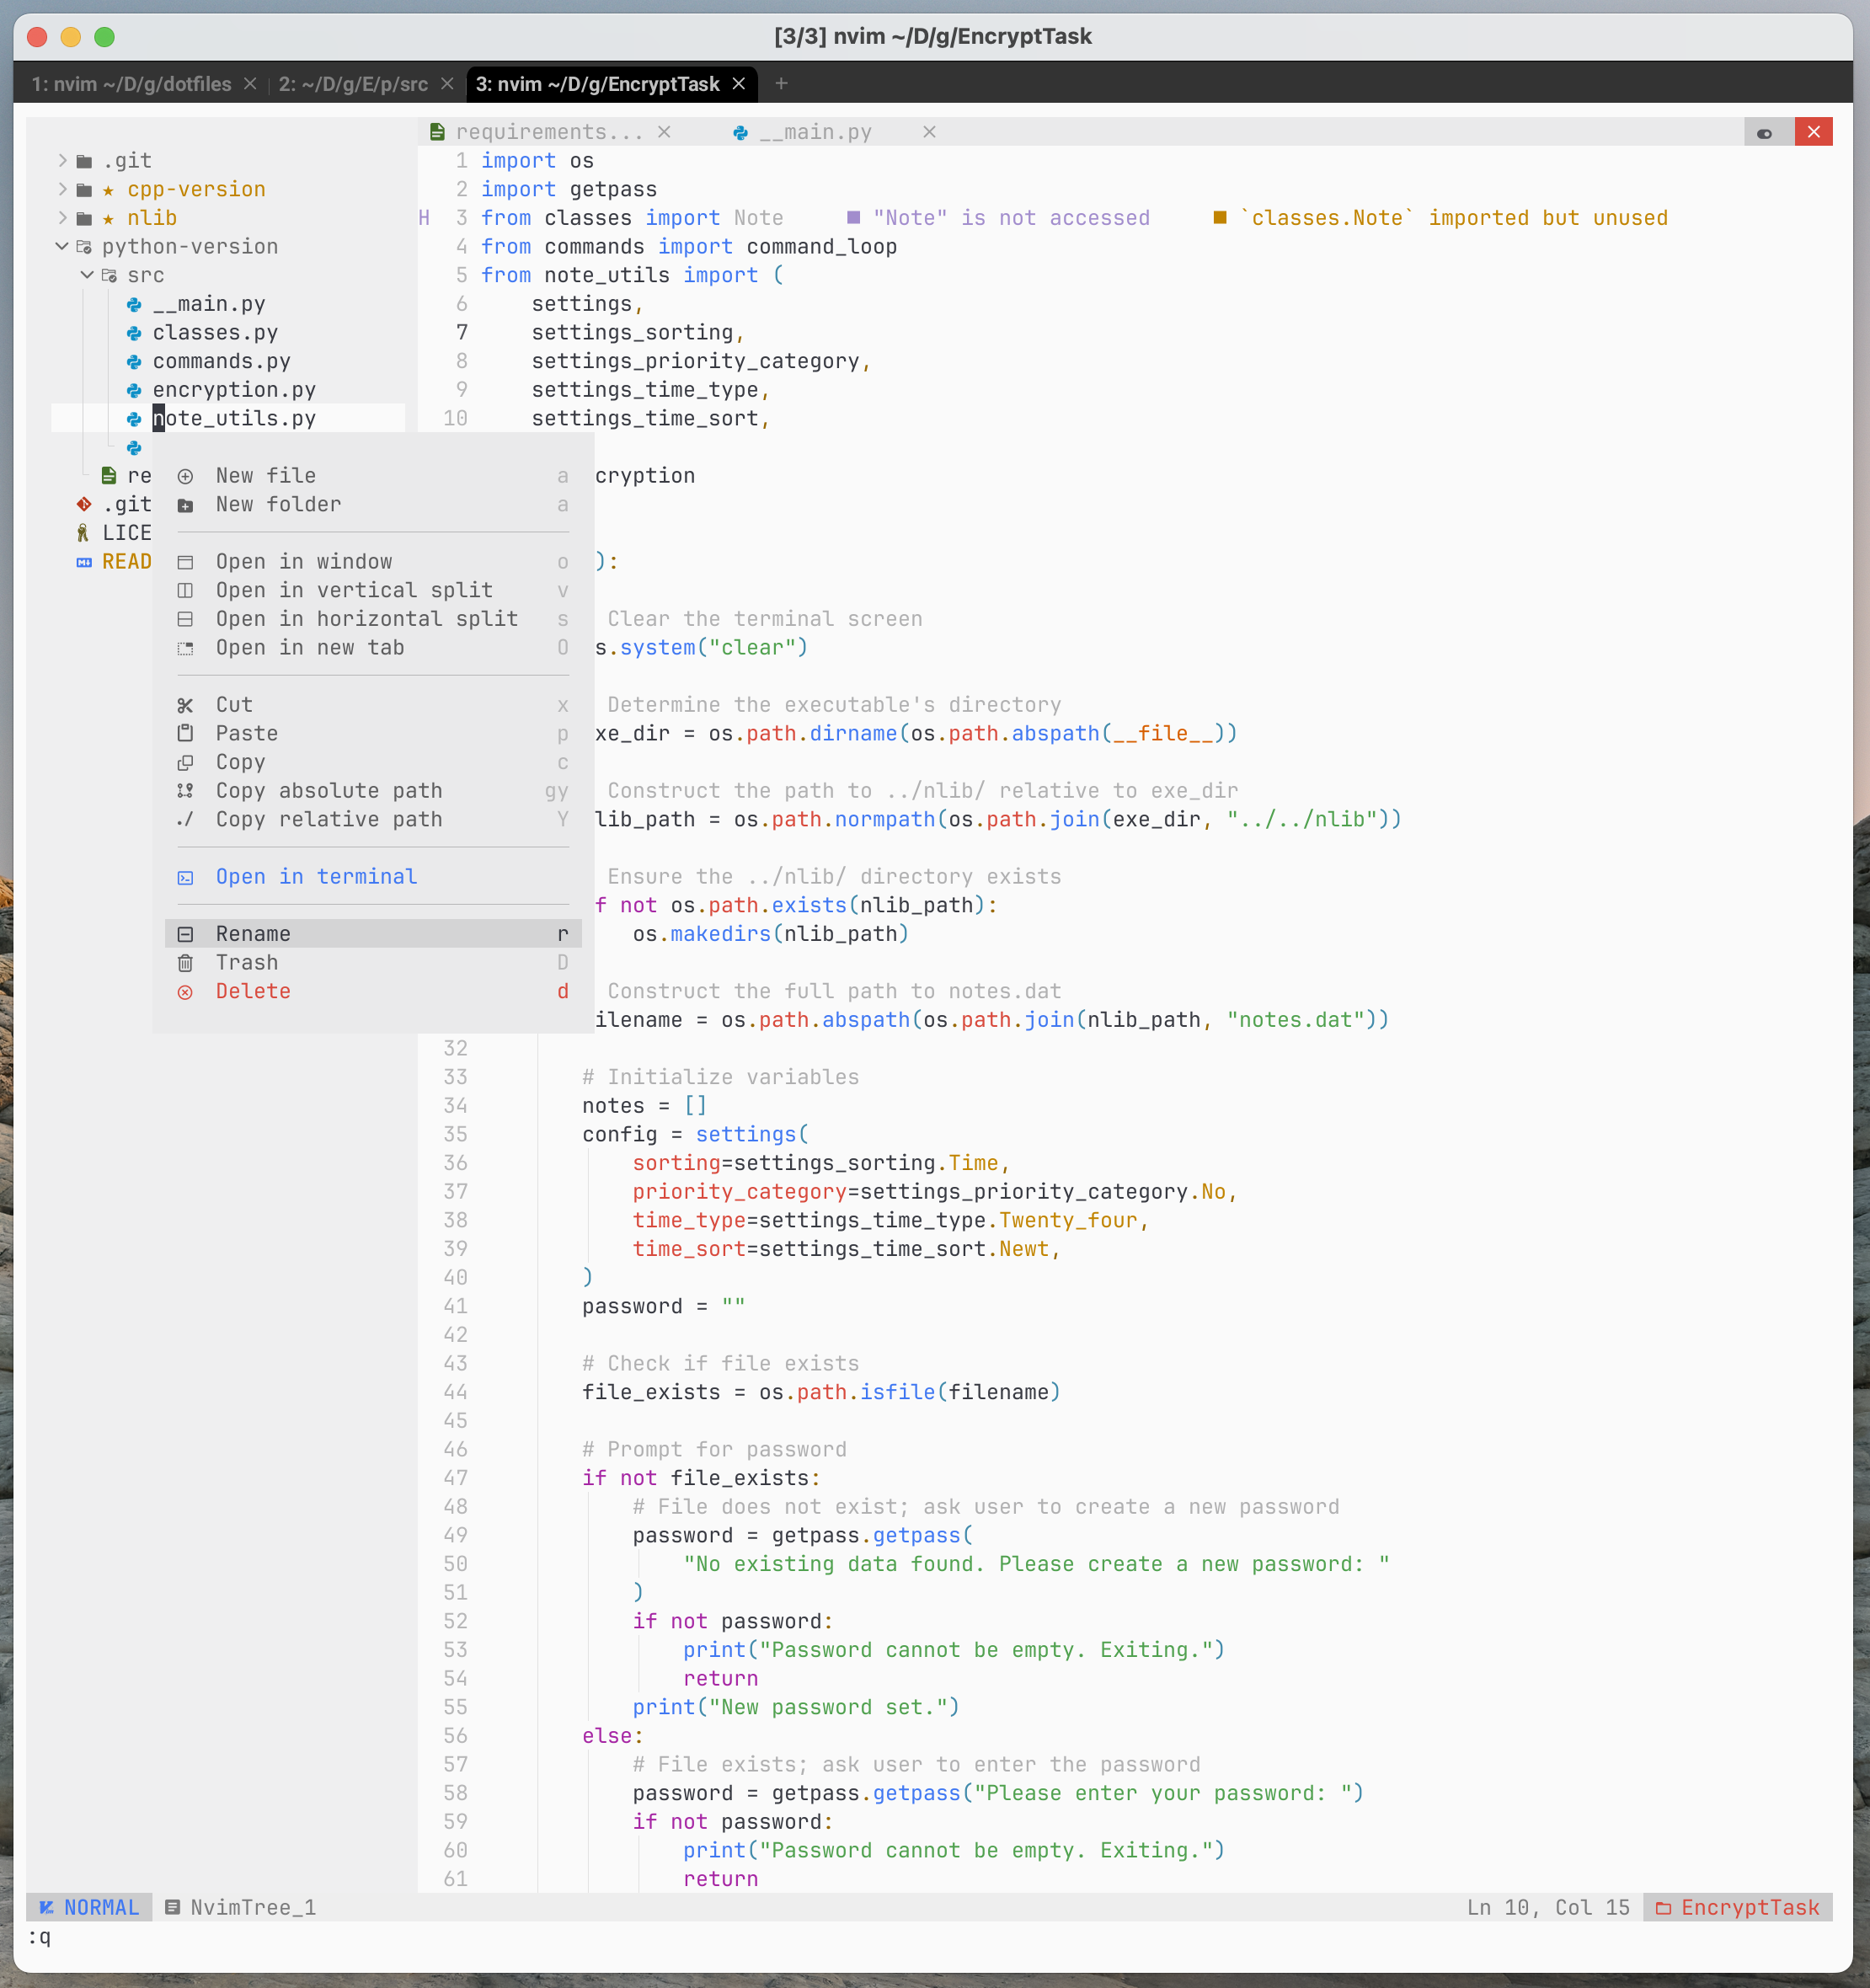 [3/3] nvim ~/D/g/EncryptTask
1: nvim ~/D/g/dotfiles
2: ~/D/g/E/p/src
3: nvim ~/D/g/EncryptTask
.git
cpp-version
nlib
python-version
src
__main.py
classes.py
commands.py
encryption.py
note_utils.py
re
.git
LICE
READ
New file a
New folder a
Open in window o
Open in vertical split v
Open in horizontal split s
Open in new tab O
Cut x
Paste p
Copy c
Copy absolute path gy
Copy relative path Y
Open in terminal
Rename r
Trash D
Delete d
requirements...
__main.py
1 import os
2 import getpass
H 3 from classes import Note ■ "Note" is not accessed ■ `classes.Note` imported but unused
4 from commands import command_loop
5 from note_utils import (
6 settings,
7 settings_sorting,
8 settings_priority_category,
9 settings_time_type,
10 settings_time_sort,
cryption
):
Clear the terminal screen
s.system("clear")
Determine the executable's directory
xe_dir = os.path.dirname(os.path.abspath(__file__))
Construct the path to ../nlib/ relative to exe_dir
lib_path = os.path.normpath(os.path.join(exe_dir, "../../nlib"))
Ensure the ../nlib/ directory exists
f not os.path.exists(nlib_path):
os.makedirs(nlib_path)
Construct the full path to notes.dat
ilename = os.path.abspath(os.path.join(nlib_path, "notes.dat"))
32
33 # Initialize variables
34 notes = []
35 config = settings(
36 sorting=settings_sorting.Time,
37 priority_category=settings_priority_category.No,
38 time_type=settings_time_type.Twenty_four,
39 time_sort=settings_time_sort.Newt,
40 )
41 password = ""
42
43 # Check if file exists
44 file_exists = os.path.isfile(filename)
45
46 # Prompt for password
47 if not file_exists:
48 # File does not exist; ask user to create a new password
49 password = getpass.getpass(
50 "No existing data found. Please create a new password: "
51 )
52 if not password:
53 print("Password cannot be empty. Exiting.")
54 return
55 print("New password set.")
56 else:
57 # File exists; ask user to enter the password
58 password = getpass.getpass("Please enter your password: ")
59 if not password:
60 print("Password cannot be empty. Exiting.")
61 return
NORMAL NvimTree_1 Ln 10, Col 15 EncryptTask
:q